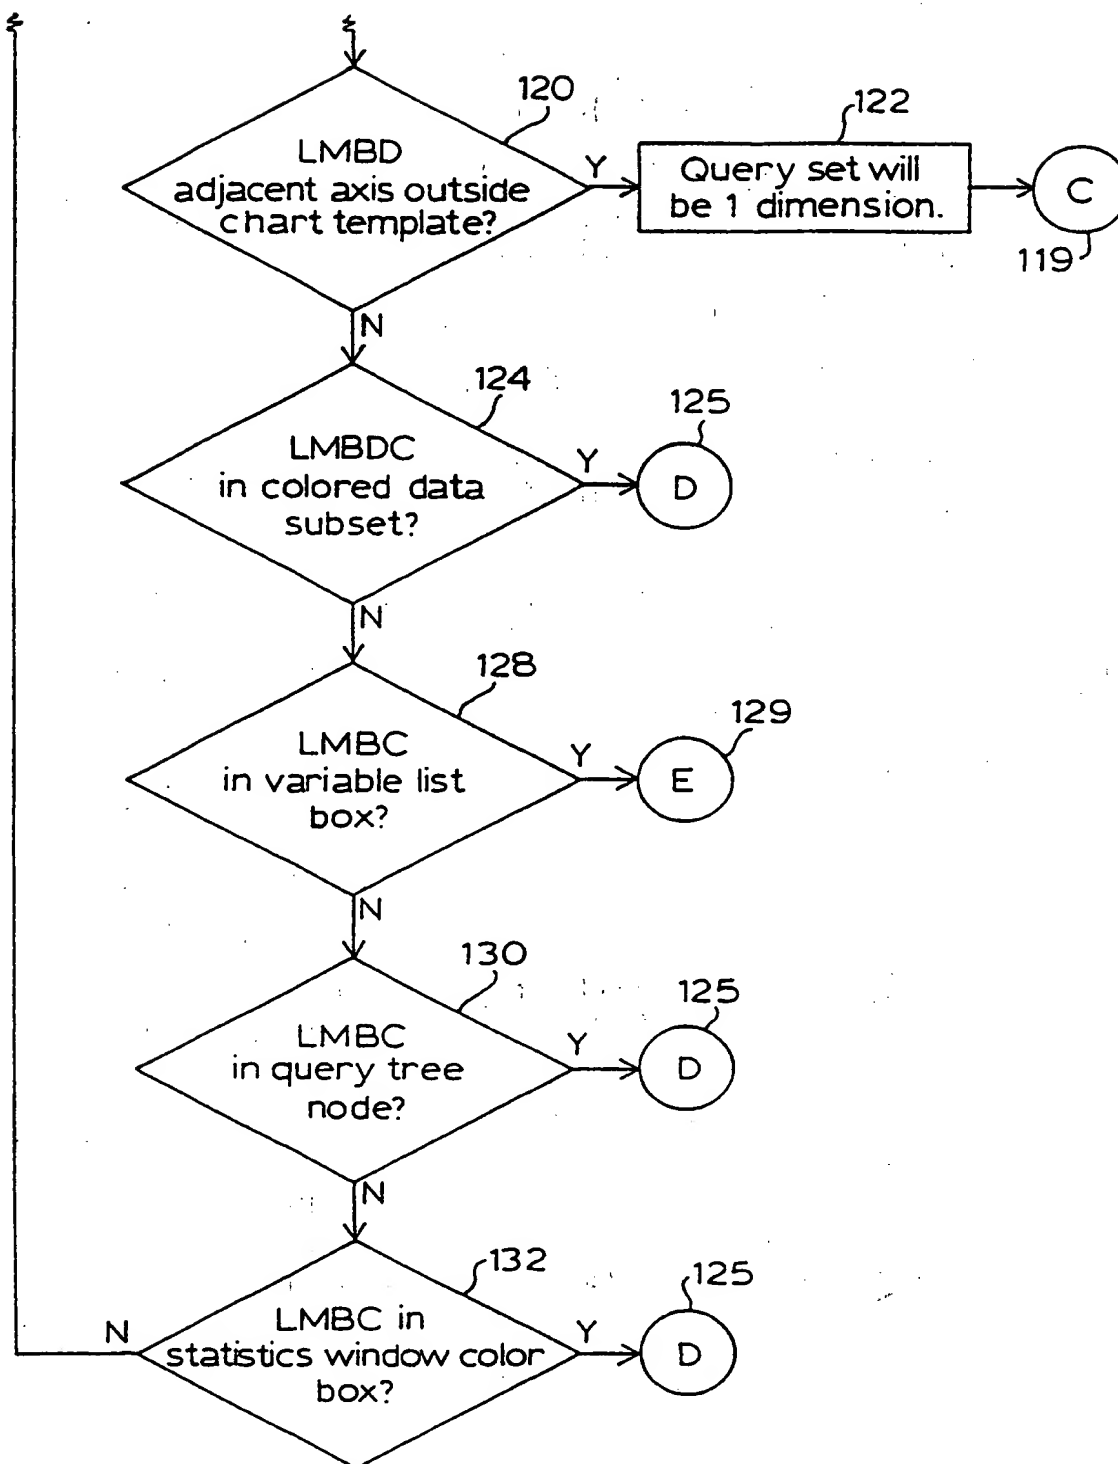 120
LMBD
adjacent axis outside
chart template?
Y
122
Query set will
be 1 dimension.
C
119
N
124
LMBDC
in colored data
subset?
Y
125
D
N
128
LMBC
in variable list
box?
Y
129
E
N
130
LMBC
in query tree
node?
Y
125
D
N
132
LMBC in
statistics window color
box?
N
Y
125
D